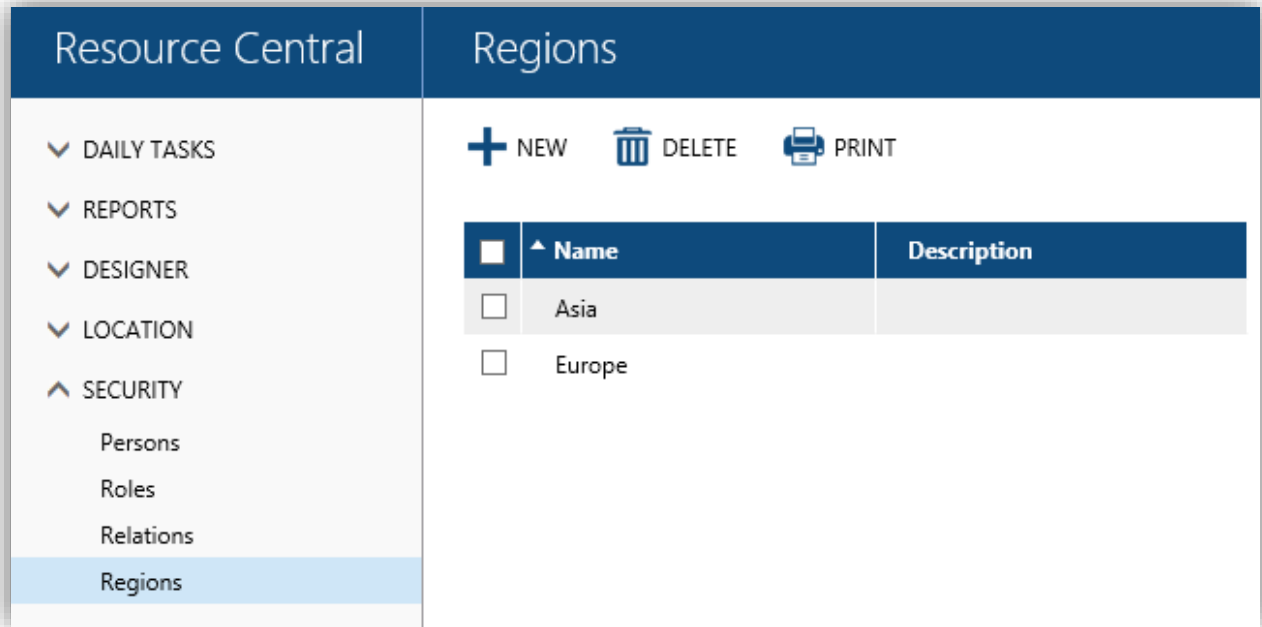 Resource Central
Regions
DAILY TASKS
REPORTS
DESIGNER
LOCATION
SECURITY
Persons
Roles
Relations
Regions
NEW DELETE PRINT
Name Description
Asia
Europe